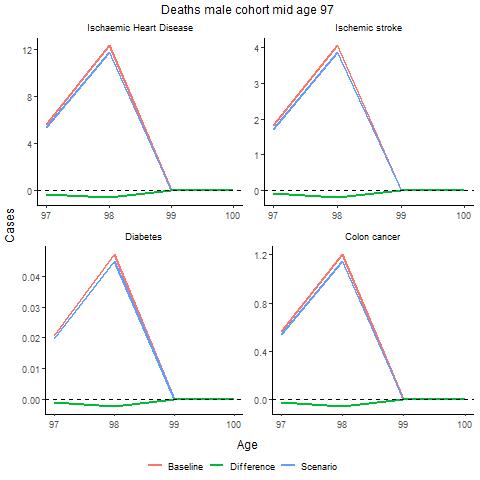 Deaths male cohort mid age 97
Ischaemic Heart Disease
Ischemic stroke
12
8
4
0
97 98 99 100
4
3
2
1
0
97 98 99 100
Cases
Diabetes
Colon cancer
0.04
0.03
0.02
0.01
0.00
97 98 99 100
1.2
0.8
0.4
0.0
97 98 99 100
Age
Baseline Difference Scenario